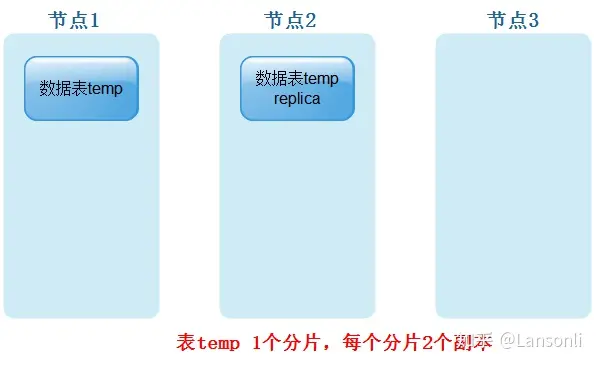 节点1
节点2
节点3
数据表temp
数据表temp
replica
表temp 1个分片，每个分片2个副本
知乎 @Lansonli